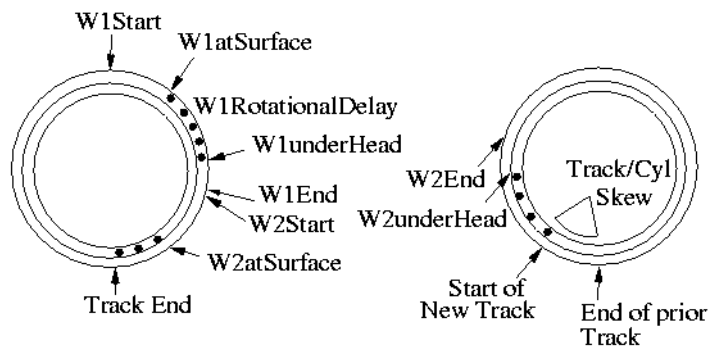 W1Start
W1atSurface
W1RotationalDelay
W1underHead
W1End
W2Start
W2atSurface
Track End
W2End
W2underHead
Track/Cyl
Skew
Start of
New Track
End of prior
Track